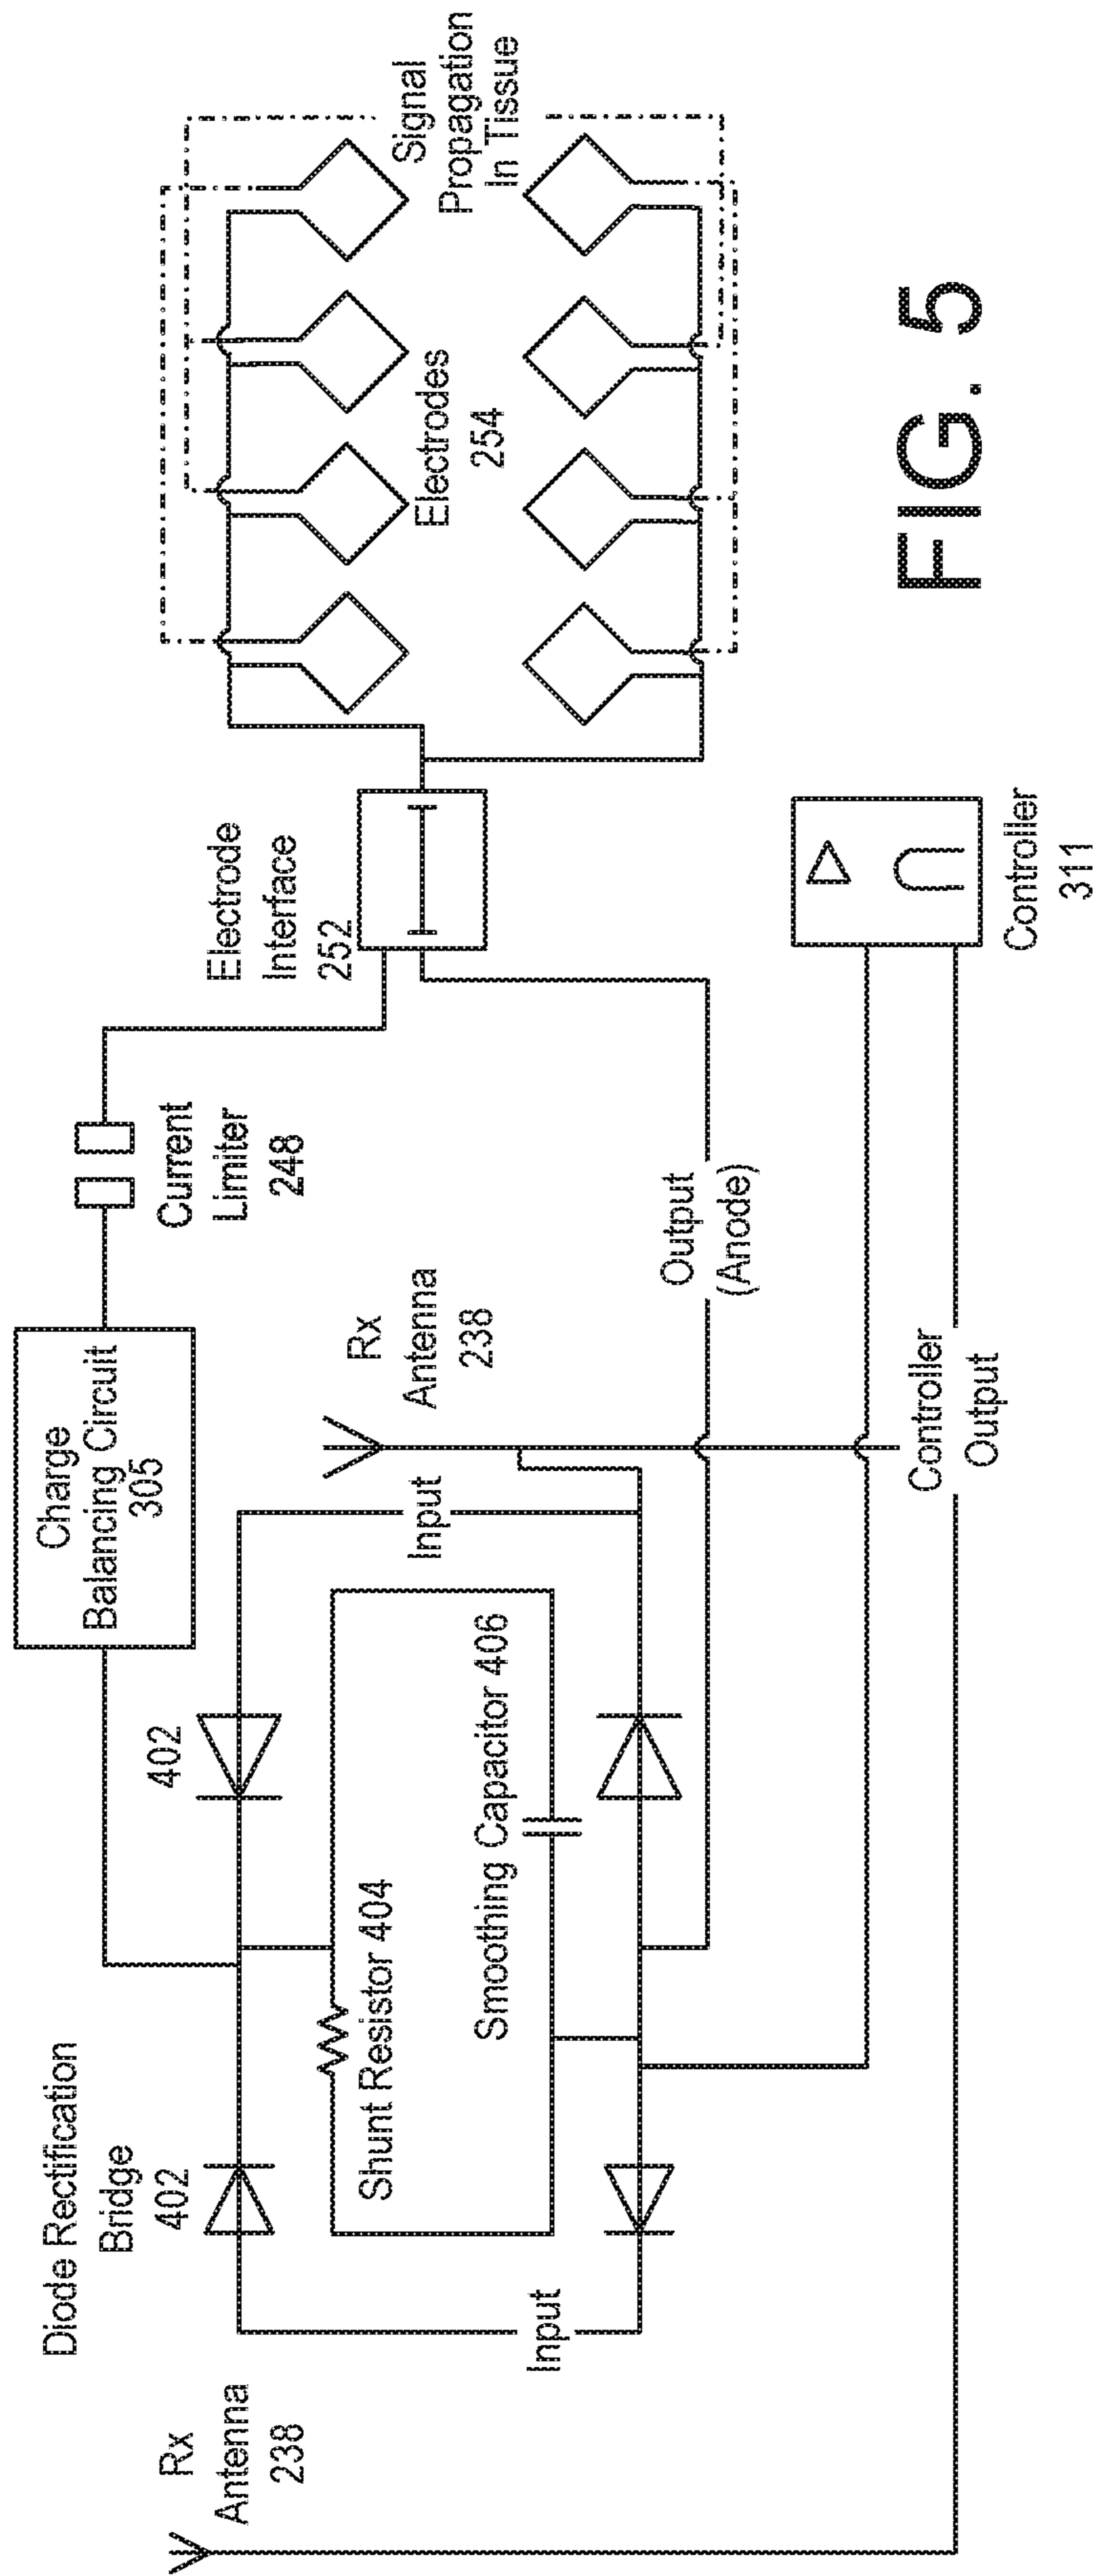 Rx
Antenna
238
Diode Rectification
Bridge
402
Input
Shunt Resistor 404
Smoothing Capacitor 406
402
Input
Charge
Balancing Circuit
305
Rx
Antenna
238
Current
Limiter
248
Output
(Anode)
Controller
Output
Electrode
Interface
252
Controller
311
Electrodes
254
Signal
Propagation
In Tissue
FIG. 5